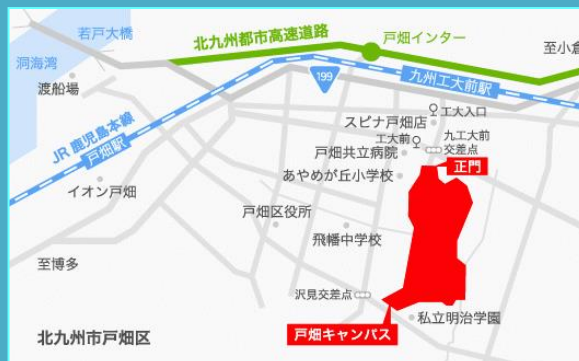 若戸大橋
北九州都市高速道路
戸畑インター
至小倉
洞海湾
渡船場
199
九州工大前駅
JR 鹿児島本線
戸畑駅
工大入口
スピナ戸畑店
工大前
九工大前
交差点
戸畑共立病院
正門
あやめが丘小学校
イオン戸畑
戸畑区役所
飛幡中学校
至博多
沢見交差点
私立明治学園
戸畑キャンパス
北九州市戸畑区